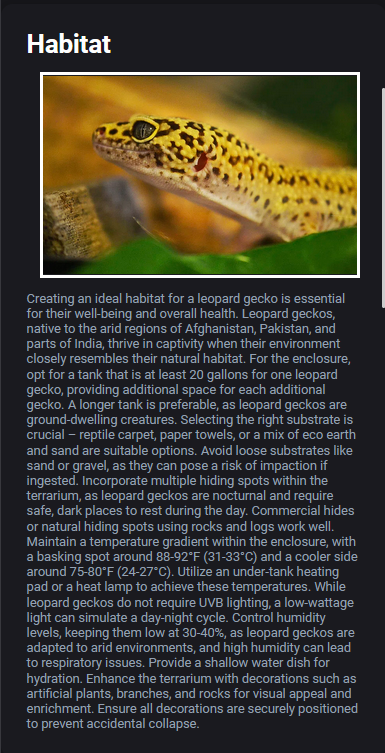 Habitat
Creating an ideal habitat for a leopard gecko is essential
for their well-being and overall health. Leopard geckos,
native to the arid regions of Afghanistan, Pakistan, and
parts of India, thrive in captivity when their environment
closely resembles their natural habitat. For the enclosure,
opt for a tank that is at least 20 gallons for one leopard
gecko, providing additional space for each additional
gecko. A longer tank is preferable, as leopard geckos are
ground-dwelling creatures. Selecting the right substrate is
crucial – reptile carpet, paper towels, or a mix of eco earth
and sand are suitable options. Avoid loose substrates like
sand or gravel, as they can pose a risk of impaction if
ingested. Incorporate multiple hiding spots within the
terrarium, as leopard geckos are nocturnal and require
safe, dark places to rest during the day. Commercial hides
or natural hiding spots using rocks and logs work well.
Maintain a temperature gradient within the enclosure, with
a basking spot around 88-92°F (31-33°C) and a cooler side
around 75-80°F (24-27°C). Utilize an under-tank heating
pad or a heat lamp to achieve these temperatures. While
leopard geckos do not require UVB lighting, a low-wattage
light can simulate a day-night cycle. Control humidity
levels, keeping them low at 30-40%, as leopard geckos are
adapted to arid environments, and high humidity can lead
to respiratory issues. Provide a shallow water dish for
hydration. Enhance the terrarium with decorations such as
artificial plants, branches, and rocks for visual appeal and
enrichment. Ensure all decorations are securely positioned
to prevent accidental collapse.